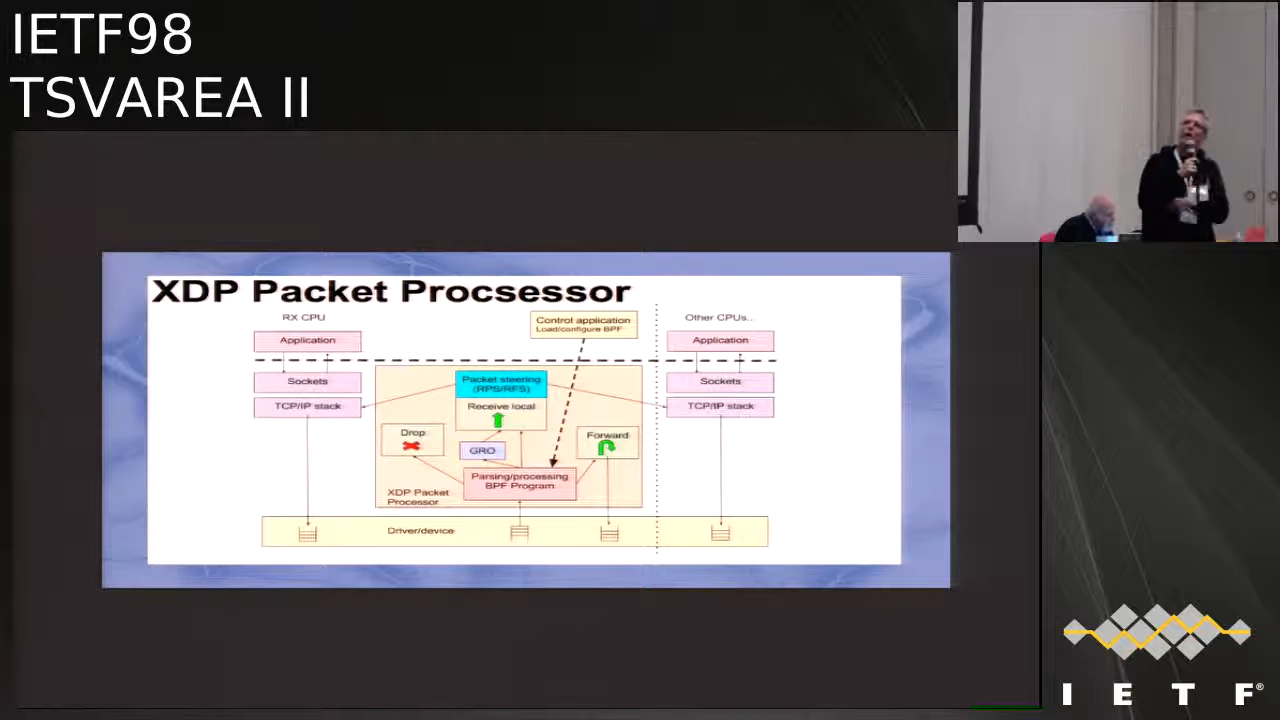 IETF98
TSVAREA II
XDP Packet Procsessor
RX CPU
Control application
Load/configure BPF
Other CPUs...
Application
Application
Sockets
Packet steering
(RPS/RFS)
Sockets
TCP/IP stack
Receive local
TCP/IP stack
Drop
Forward
GRO
Parsing/processing
BPF Program
XDP Packet
Processor
Driver/device
I E T F®